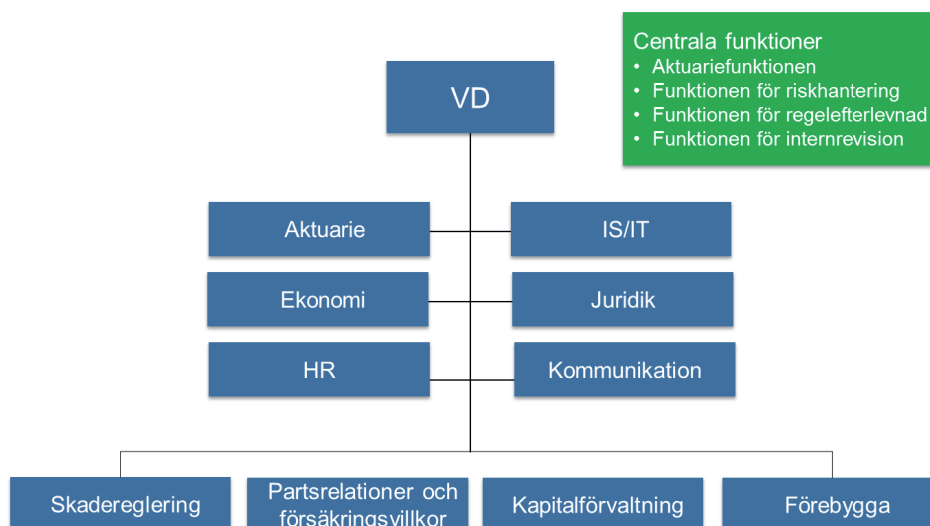 Centrala funktioner
• Aktuariefunktionen
• Funktionen för riskhantering
• Funktionen för regelefterlevnad
• Funktionen för internrevision
VD
Aktuarie
IS/IT
Ekonomi
Juridik
HR
Kommunikation
Skadereglering
Partsrelationer och
försäkringsvillkor
Kapitalförvaltning
Förebygga